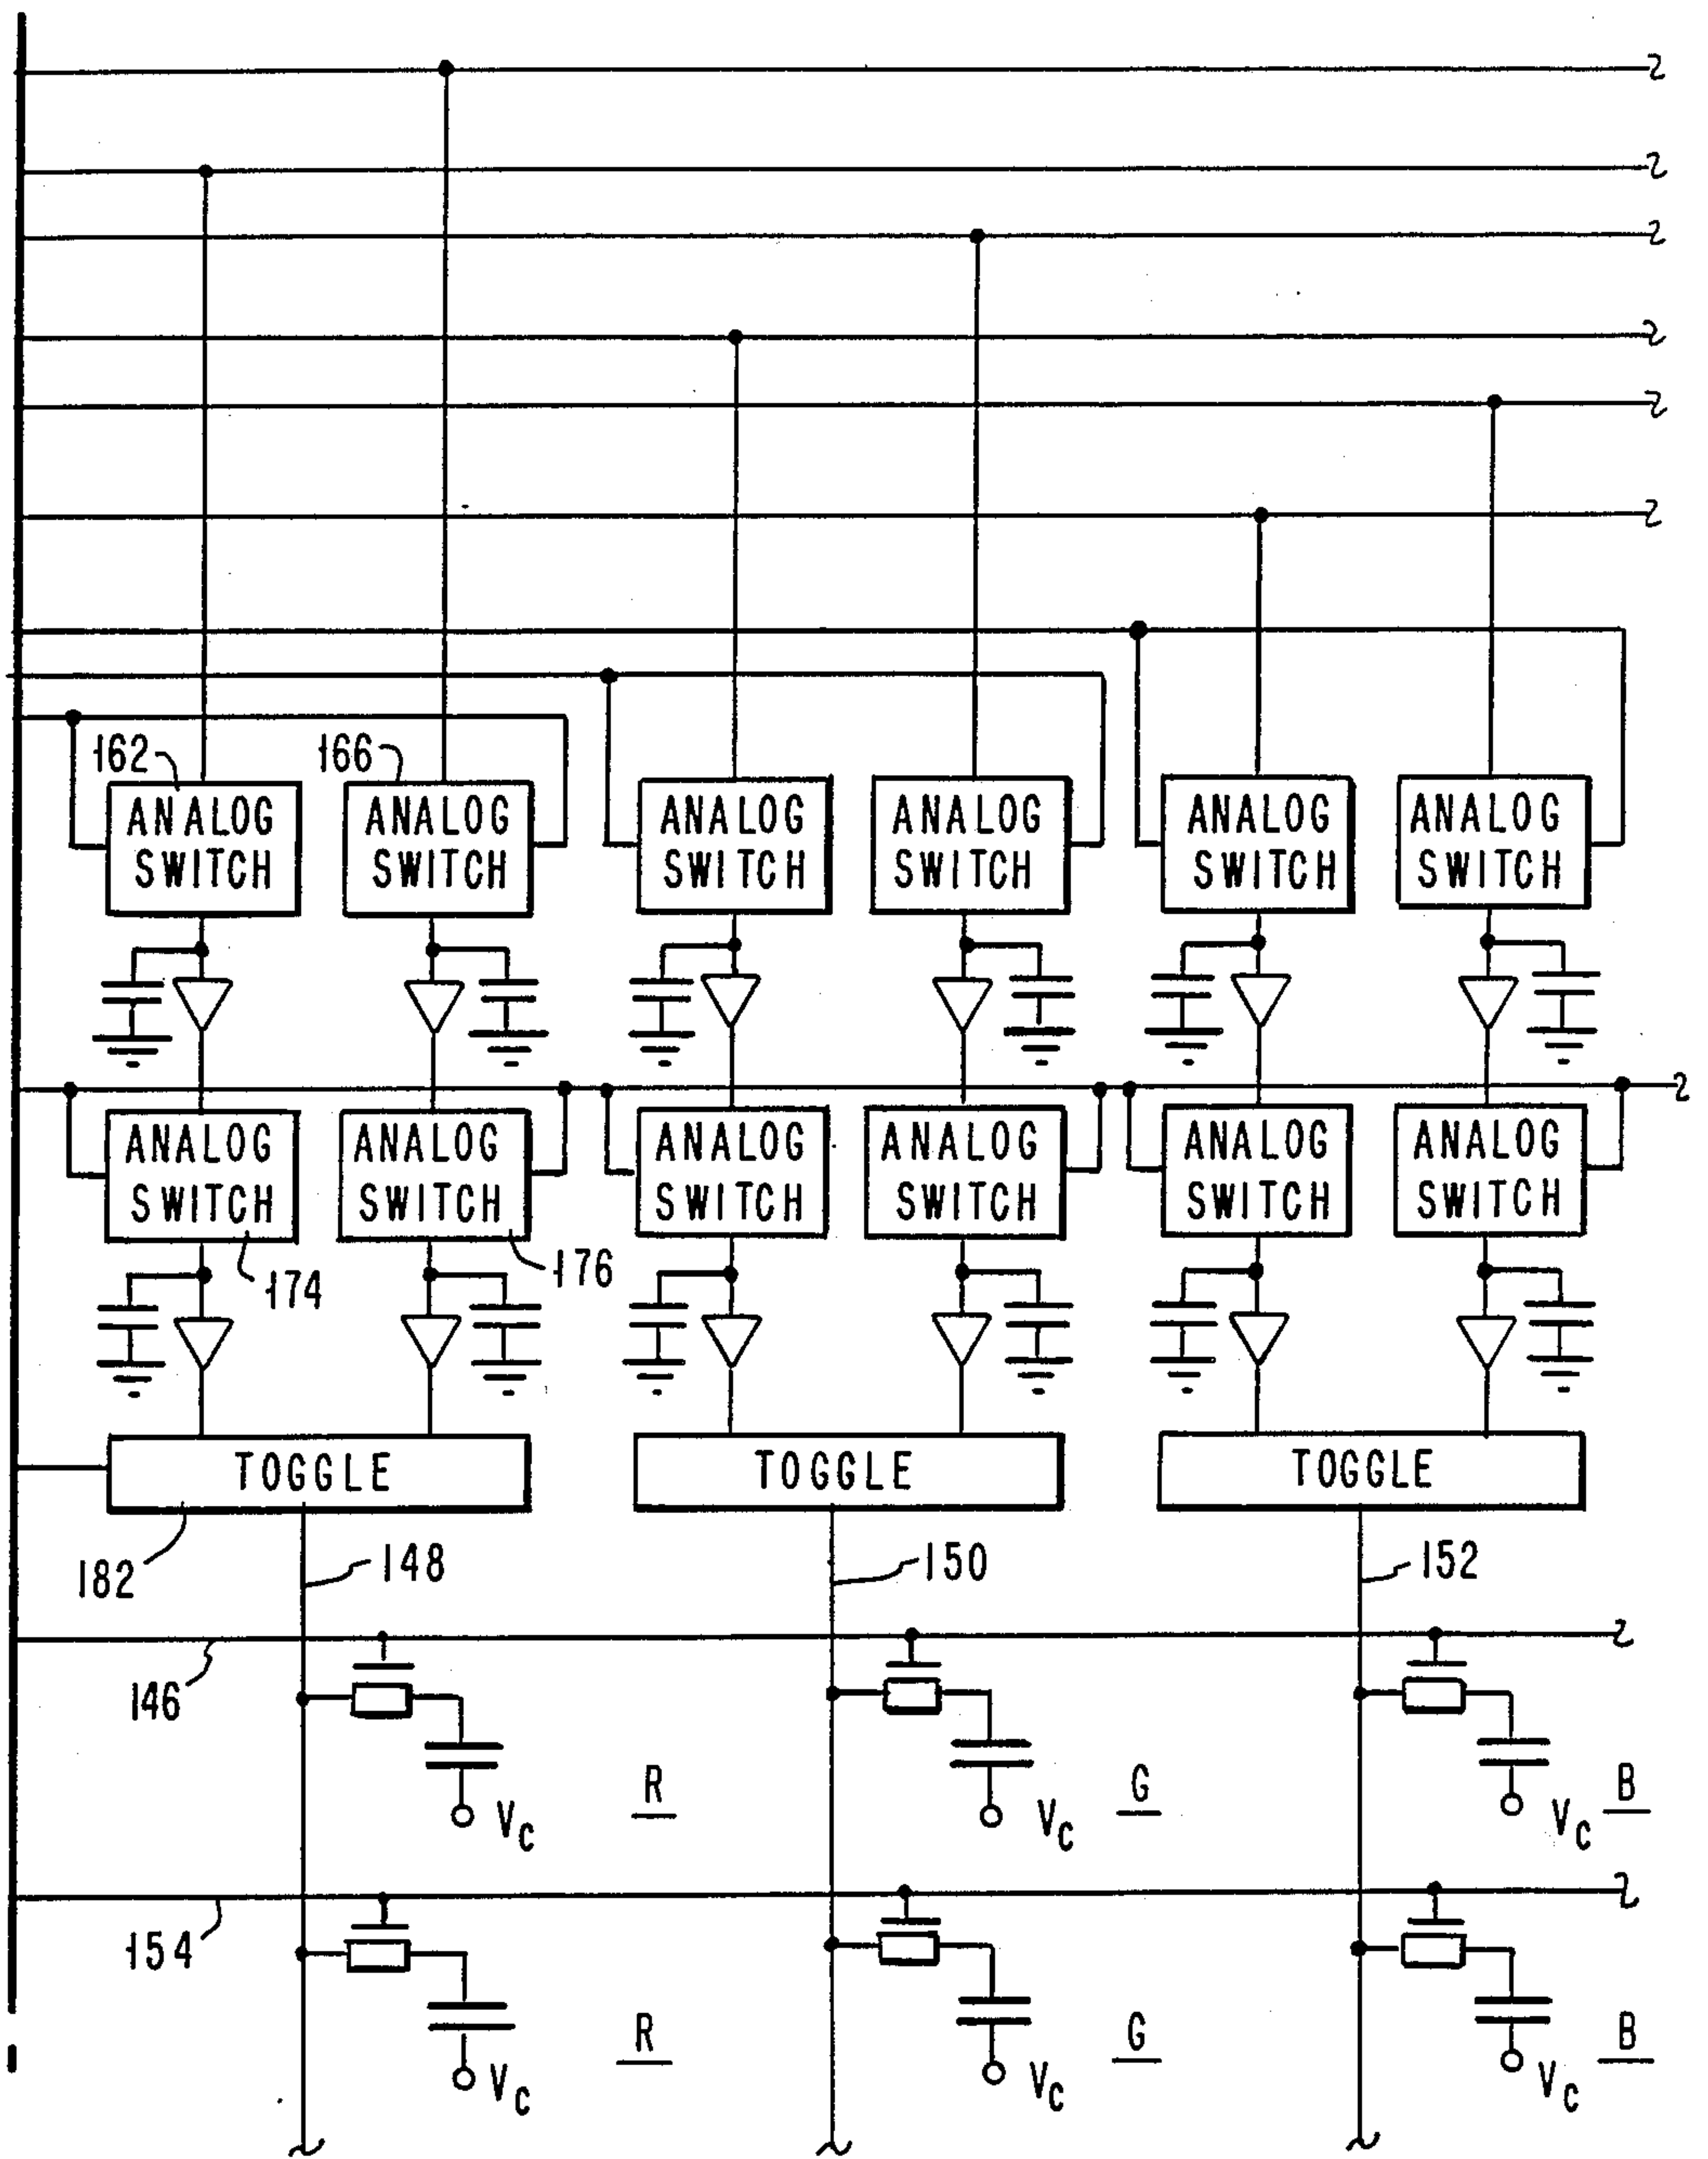 162
166
ANALOG SWITCH
ANALOG SWITCH
ANALOG SWITCH
ANALOG SWITCH
ANALOG SWITCH
ANALOG SWITCH
ANALOG SWITCH
ANALOG SWITCH
ANALOG SWITCH
ANALOG SWITCH
ANALOG SWITCH
ANALOG SWITCH
174
176
TOGGLE
TOGGLE
TOGGLE
182
148
150
152
146
R
G
B
Vc
Vc
Vc
154
R
G
B
Vc
Vc
Vc